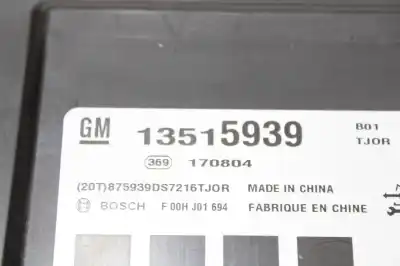 GM 13515939 B01
369 170804 TJOR
(20T)875939DS7216TJOR MADE IN CHINA
BOSCH F 00H J01 694 FABRIQUE EN CHINE